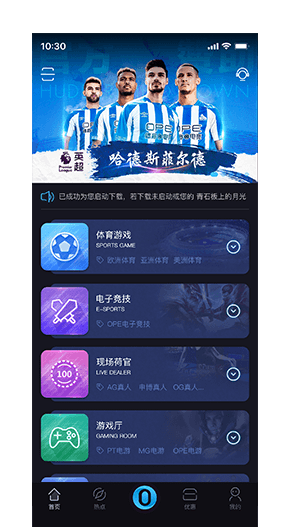 10:30
OPE OPE
Premier
League
英超
哈德斯菲尔德
已成功为您启动下载，若下载未启动或您的 青石板上的月光
体育游戏
SPORTS GAME
欧洲体育 亚洲体育 美洲体育
电子竞技
E-SPORTS
OPE电子竞技
现场荷官
LIVE DEALER
100
AG真人 申博真人 OG真人...
游戏厅
GAMING ROOM
PT电游 MG电游 OPE电游
首页 热点 优惠 我的